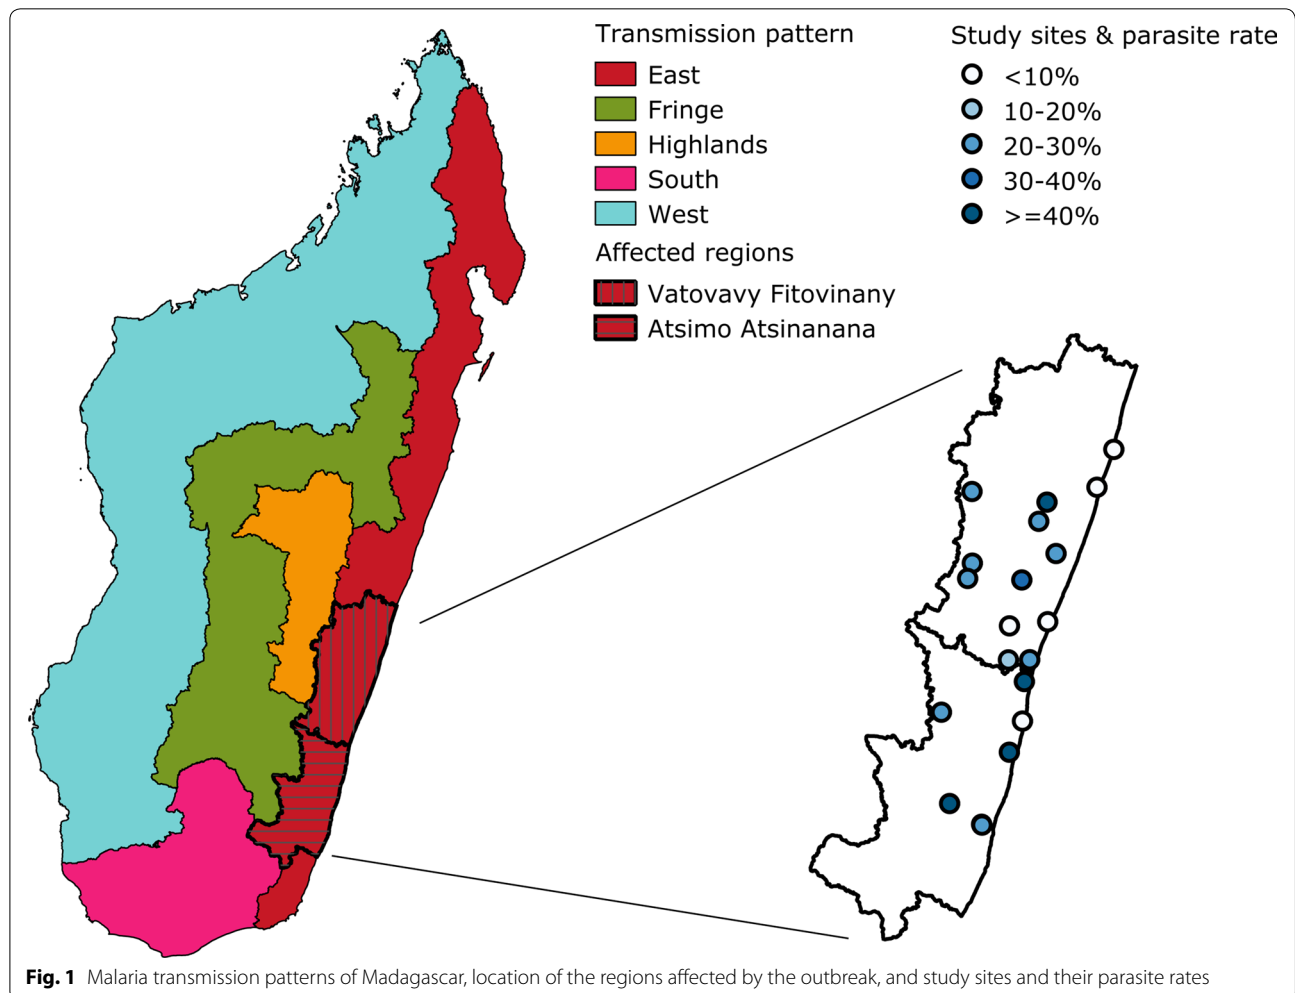 Transmission pattern
East
Fringe
Highlands
South
West
Affected regions
Vatovavy Fitovinany
Atsimo Atsinanana
Study sites & parasite rate
<10%
10-20%
20-30%
30-40%
>=40%
Fig. 1 Malaria transmission patterns of Madagascar, location of the regions affected by the outbreak, and study sites and their parasite rates